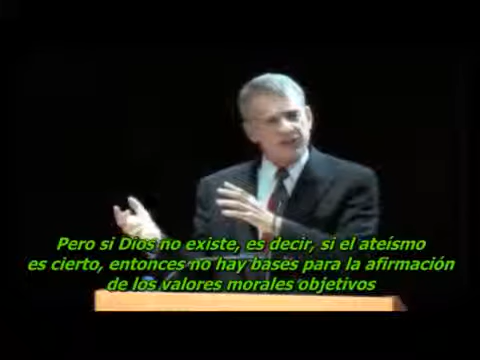 Pero si Dios no existe, es decir, si el ateísmo
es cierto, entonces no hay bases para la afirmación
de los valores morales objetivos